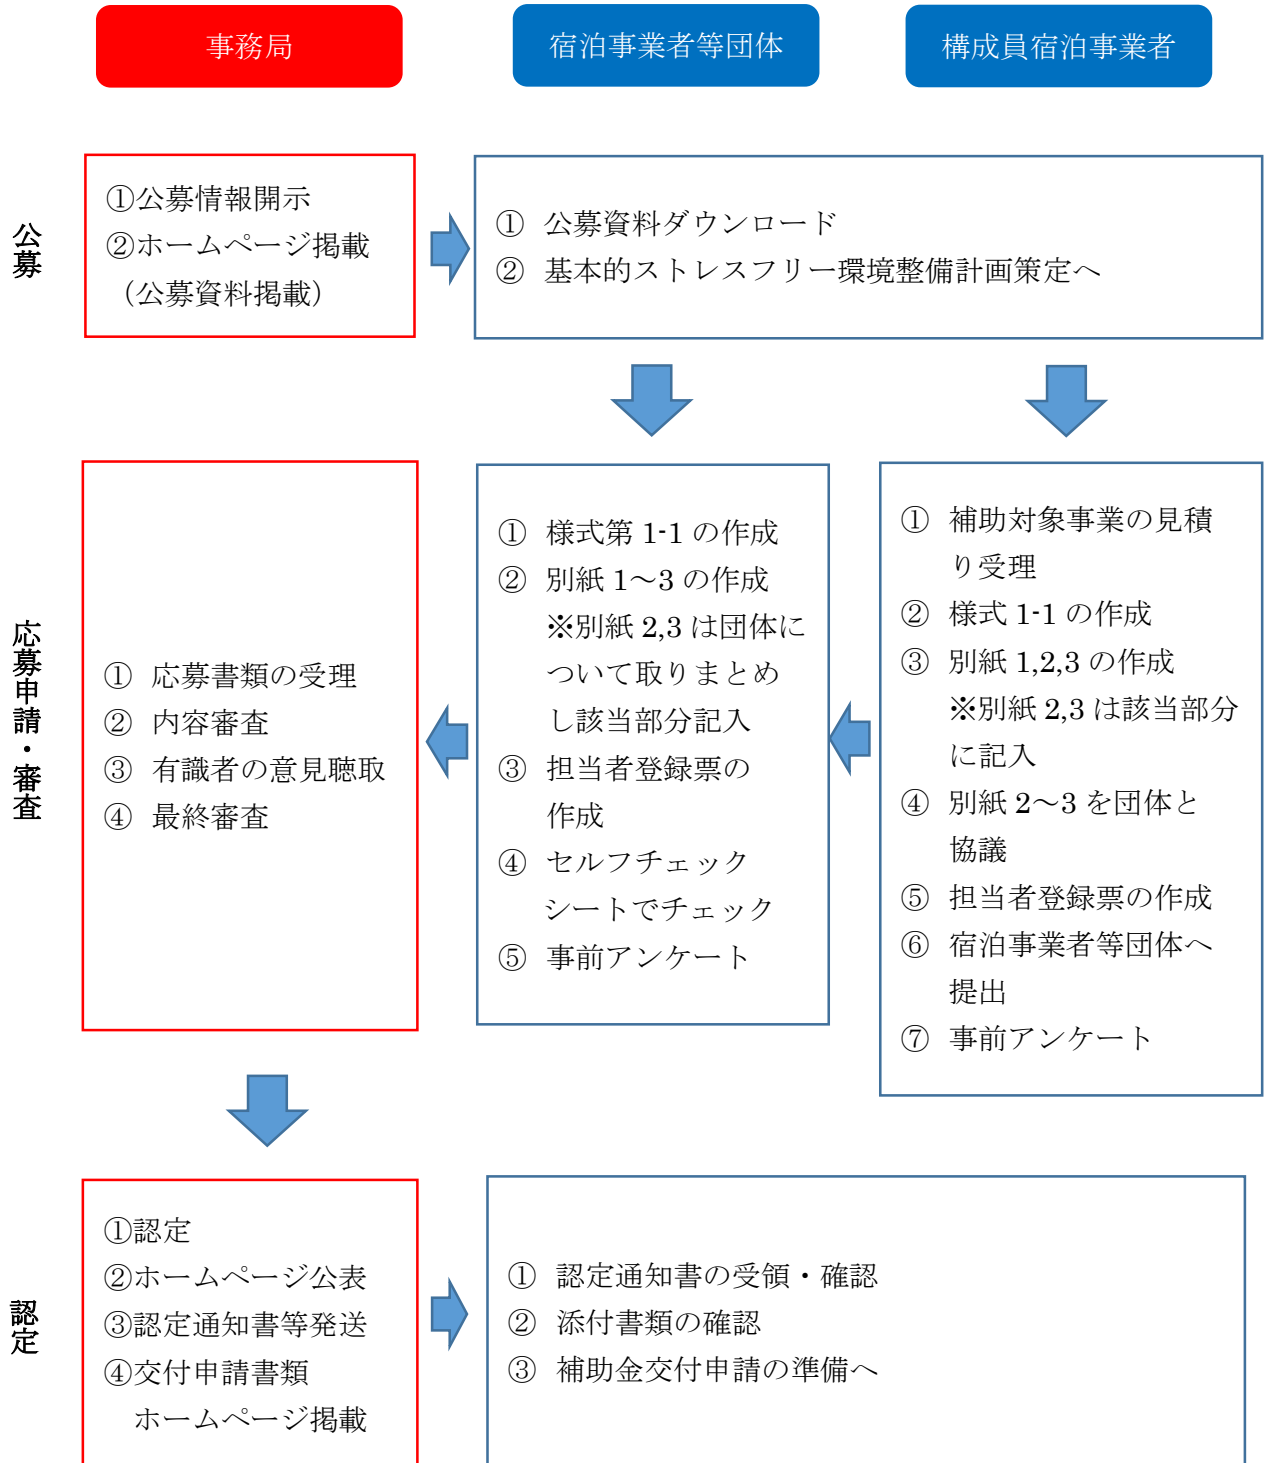 事務局
宿泊事業者等団体
構成員宿泊事業者
公募
①公募情報開示
②ホームページ掲載
（公募資料掲載）
① 公募資料ダウンロード
② 基本的ストレスフリー環境整備計画策定へ
応募申請・審査
① 応募書類の受理
② 内容審査
③ 有識者の意見聴取
④ 最終審査
① 様式第 1-1 の作成
② 別紙 1～3 の作成
※別紙 2,3 は団体に
ついて取りまとめ
し該当部分記入
③ 担当者登録票の
作成
④ セルフチェック
シートでチェック
⑤ 事前アンケート
① 補助対象事業の見積
り受理
② 様式 1-1 の作成
③ 別紙 1,2,3 の作成
※別紙 2,3 は該当部分
に記入
④ 別紙 2～3 を団体と
協議
⑤ 担当者登録票の作成
⑥ 宿泊事業者等団体へ
提出
⑦ 事前アンケート
認定
①認定
②ホームページ公表
③認定通知書等発送
④交付申請書類
ホームページ掲載
① 認定通知書の受領・確認
② 添付書類の確認
③ 補助金交付申請の準備へ